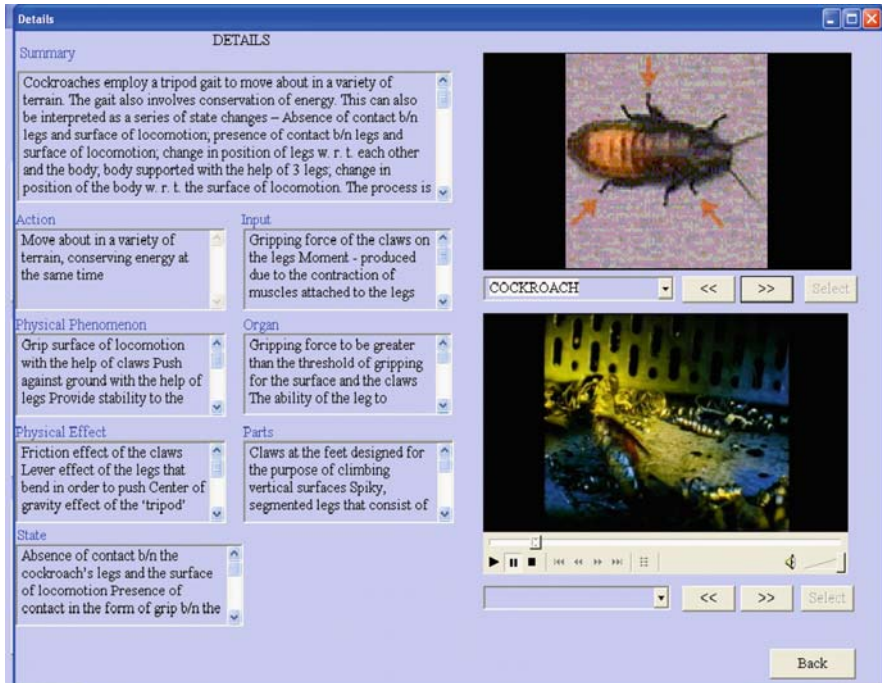 Details
DETAILS
Summary
Cockroaches employ a tripod gait to move about in a variety of
terrain. The gait also involves conservation of energy. This can also
be interpreted as a series of state changes – Absence of contact b/n
legs and surface of locomotion; presence of contact b/n legs and
surface of locomotion; change in position of legs w. r. t. each other
and the body; body supported with the help of 3 legs; change in
position of the body w. r. t. the surface of locomotion. The process is
Action
Move about in a variety of
terrain, conserving energy at
the same time
Input
Gripping force of the claws on
the legs Moment - produced
due to the contraction of
muscles attached to the legs
Physical Phenomenon
Grip surface of locomotion
with the help of claws Push
against ground with the help of
legs Provide stability to the
Organ
Gripping force to be greater
than the threshold of gripping
for the surface and the claws
The ability of the leg to
Physical Effect
Friction effect of the claws
Lever effect of the legs that
bend in order to push Center of
gravity effect of the 'tripod'
Parts
Claws at the feet designed for
the purpose of climbing
vertical surfaces Spiky,
segmented legs that consist of
State
Absence of contact b/n the
cockroach's legs and the surface
of locomotion Presence of
contact in the form of grip b/n the
COCKROACH
<<
>>
Select
<<
>>
Select
Back